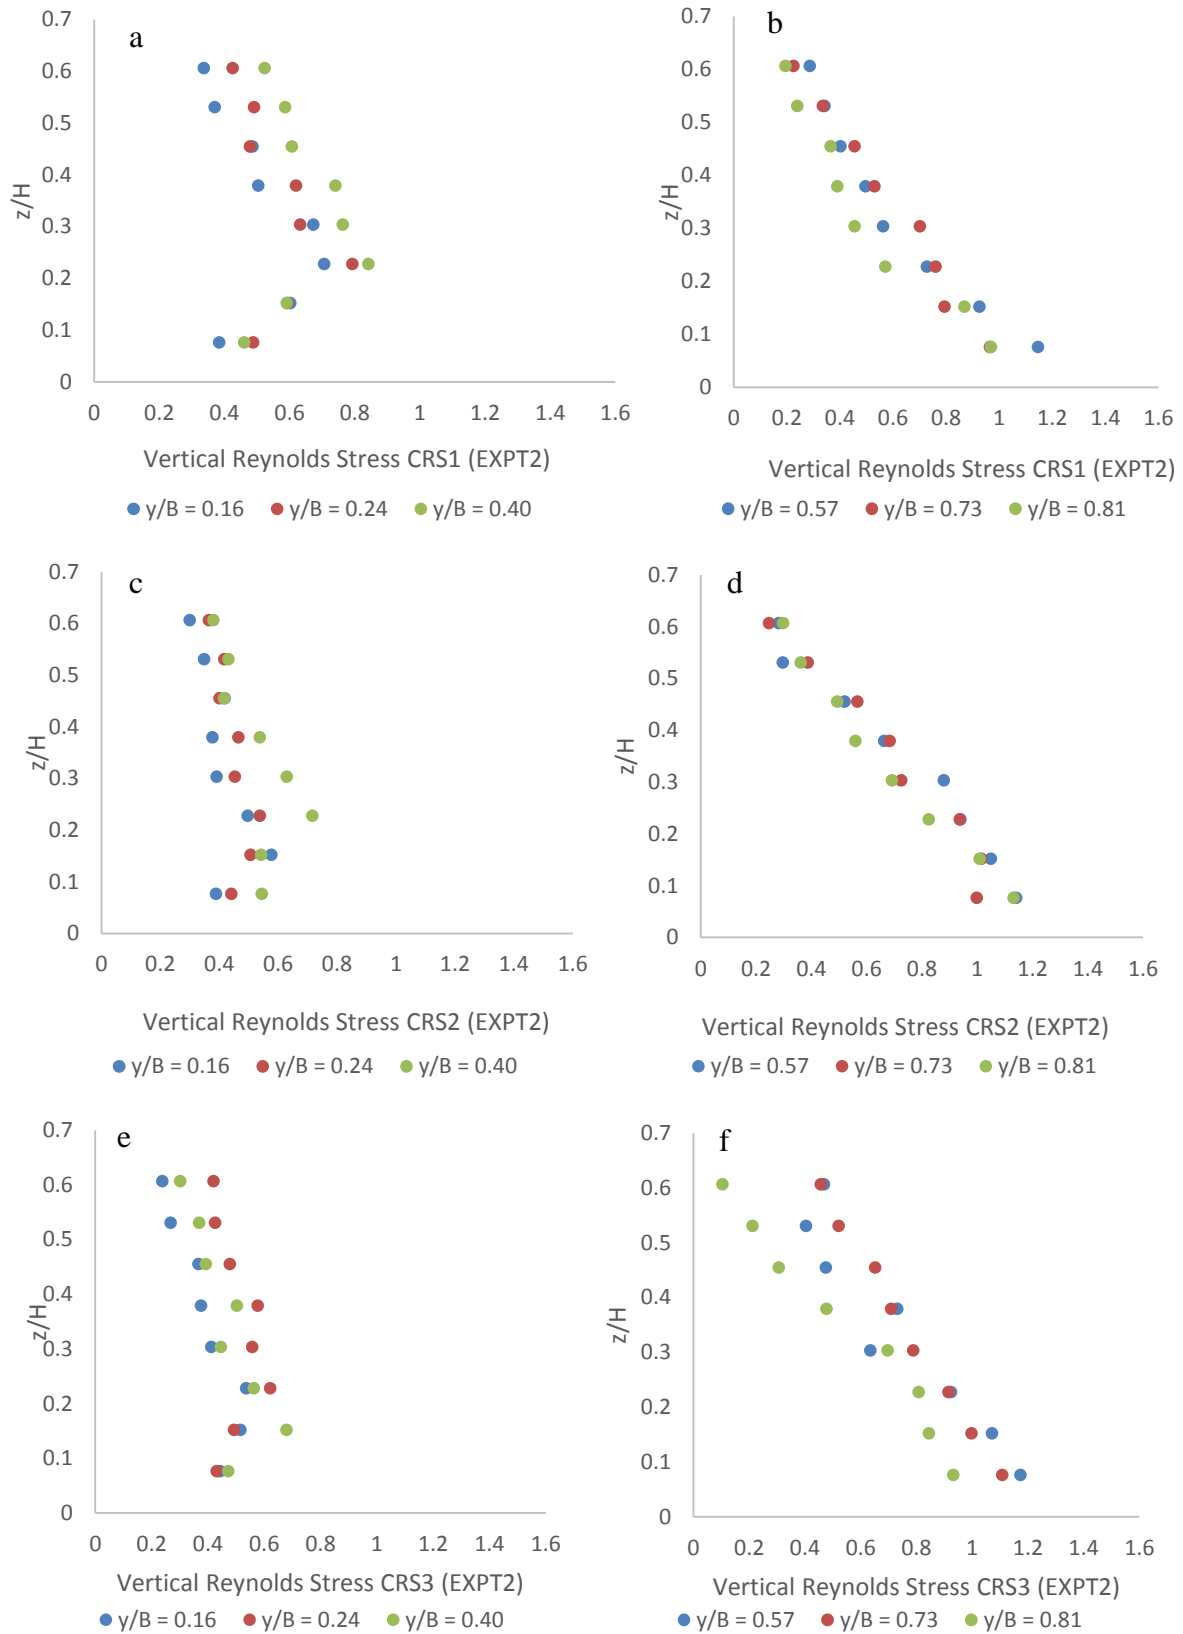 a
0.7
0.6
0.5
0.4
0.3
0.2
0.1
0
z/H
0 0.2 0.4 0.6 0.8 1 1.2 1.4 1.6
Vertical Reynolds Stress CRS1 (EXPT2)
y/B = 0.16 y/B = 0.24 y/B = 0.40
b
0.7
0.6
0.5
0.4
0.3
0.2
0.1
0
z/H
0 0.2 0.4 0.6 0.8 1 1.2 1.4 1.6
Vertical Reynolds Stress CRS1 (EXPT2)
y/B = 0.57 y/B = 0.73 y/B = 0.81
c
0.7
0.6
0.5
0.4
0.3
0.2
0.1
0
z/H
0 0.2 0.4 0.6 0.8 1 1.2 1.4 1.6
Vertical Reynolds Stress CRS2 (EXPT2)
y/B = 0.16 y/B = 0.24 y/B = 0.40
d
0.7
0.6
0.5
0.4
0.3
0.2
0.1
0
z/H
0 0.2 0.4 0.6 0.8 1 1.2 1.4 1.6
Vertical Reynolds Stress CRS2 (EXPT2)
y/B = 0.57 y/B = 0.73 y/B = 0.81
e
0.7
0.6
0.5
0.4
0.3
0.2
0.1
0
z/H
0 0.2 0.4 0.6 0.8 1 1.2 1.4 1.6
Vertical Reynolds Stress CRS3 (EXPT2)
y/B = 0.16 y/B = 0.24 y/B = 0.40
f
0.7
0.6
0.5
0.4
0.3
0.2
0.1
0
z/H
0 0.2 0.4 0.6 0.8 1 1.2 1.4 1.6
Vertical Reynolds Stress CRS3 (EXPT2)
y/B = 0.57 y/B = 0.73 y/B = 0.81